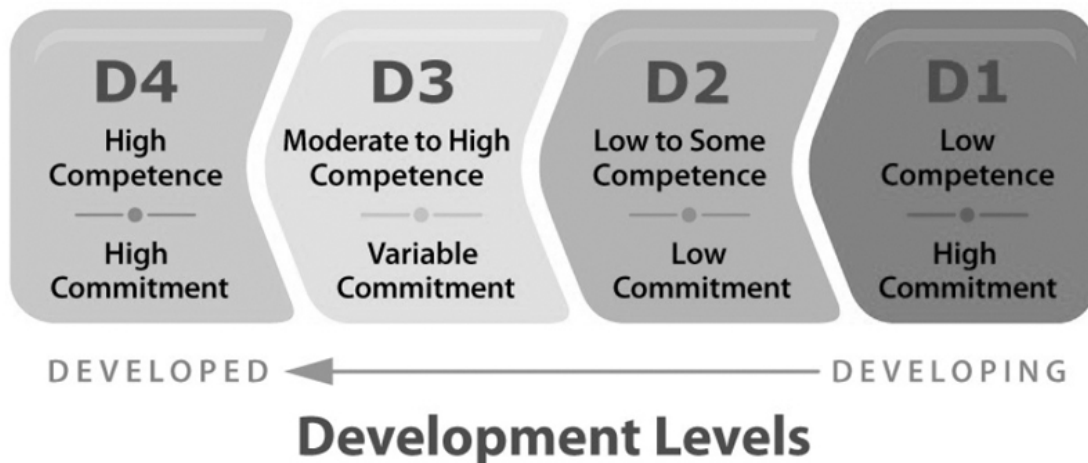 D4
High
Competence
High
Commitment
D3
Moderate to High
Competence
Variable
Commitment
D2
Low to Some
Competence
Low
Commitment
D1
Low
Competence
High
Commitment
DEVELOPED
DEVELOPING
Development Levels